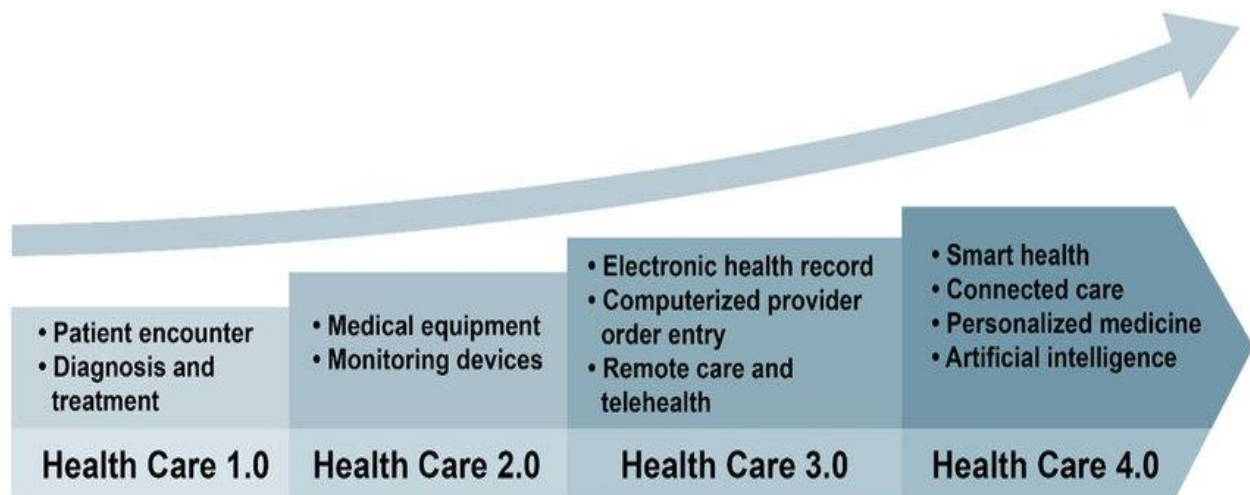 • Patient encounter
• Diagnosis and
treatment
Health Care 1.0
• Medical equipment
• Monitoring devices
Health Care 2.0
• Electronic health record
• Computerized provider
order entry
• Remote care and
telehealth
Health Care 3.0
• Smart health
• Connected care
• Personalized medicine
• Artificial intelligence
Health Care 4.0